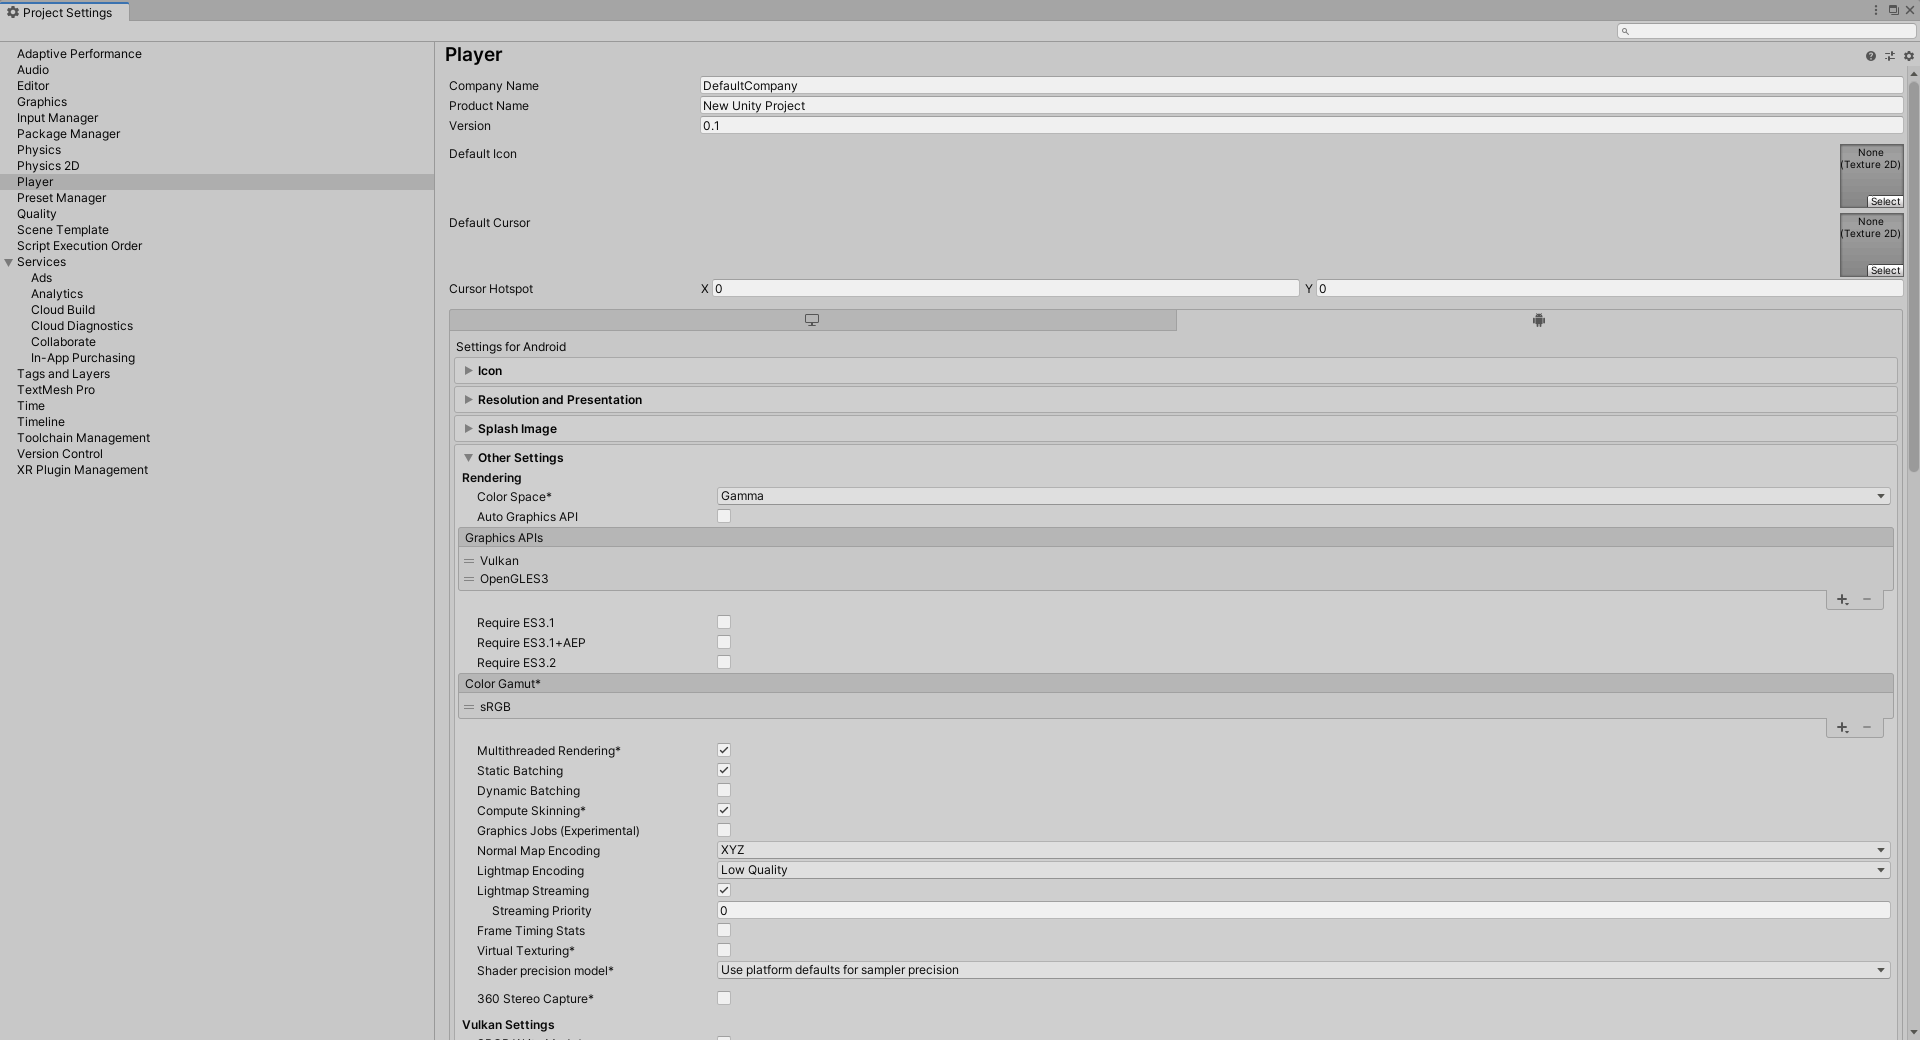 Project Settings
Adaptive Performance
Audio
Editor
Graphics
Input Manager
Package Manager
Physics
Physics 2D
Player
Preset Manager
Quality
Scene Template
Script Execution Order
Services
Ads
Analytics
Cloud Build
Cloud Diagnostics
Collaborate
In-App Purchasing
Tags and Layers
TextMesh Pro
Time
Timeline
Toolchain Management
Version Control
XR Plugin Management
Player
Company Name DefaultCompany
Product Name New Unity Project
Version 0.1
Default Icon
None
(Texture 2D)
Select
Default Cursor
None
(Texture 2D)
Select
Cursor Hotspot X 0 Y 0
Settings for Android
Icon
Resolution and Presentation
Splash Image
Other Settings
Rendering
Color Space* Gamma
Auto Graphics API
Graphics APIs
Vulkan
OpenGLES3
Require ES3.1
Require ES3.1+AEP
Require ES3.2
Color Gamut*
sRGB
Multithreaded Rendering*
Static Batching
Dynamic Batching
Compute Skinning*
Graphics Jobs (Experimental)
Normal Map Encoding XYZ
Lightmap Encoding Low Quality
Lightmap Streaming
Streaming Priority 0
Frame Timing Stats
Virtual Texturing*
Shader precision model* Use platform defaults for sampler precision
360 Stereo Capture*
Vulkan Settings